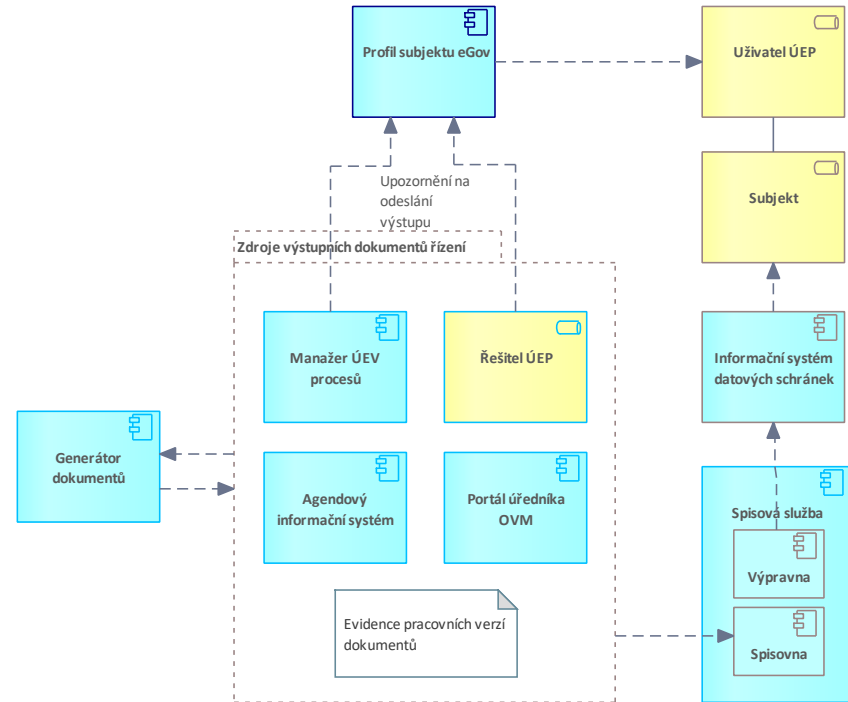 Profil subjektu eGov
Uživatel ÚEP
Upozornění na
odeslání
výstupu
Subjekt
Zdroje výstupních dokumentů řízení
Manažer ÚEV
procesů
Řešitel ÚEP
Informační systém
datových schránek
Generátor
dokumentů
Agendový
informační systém
Portál úředníka
OVM
Spisová služba
Výpravna
Evidence pracovních verzí
dokumentů
Spisovna